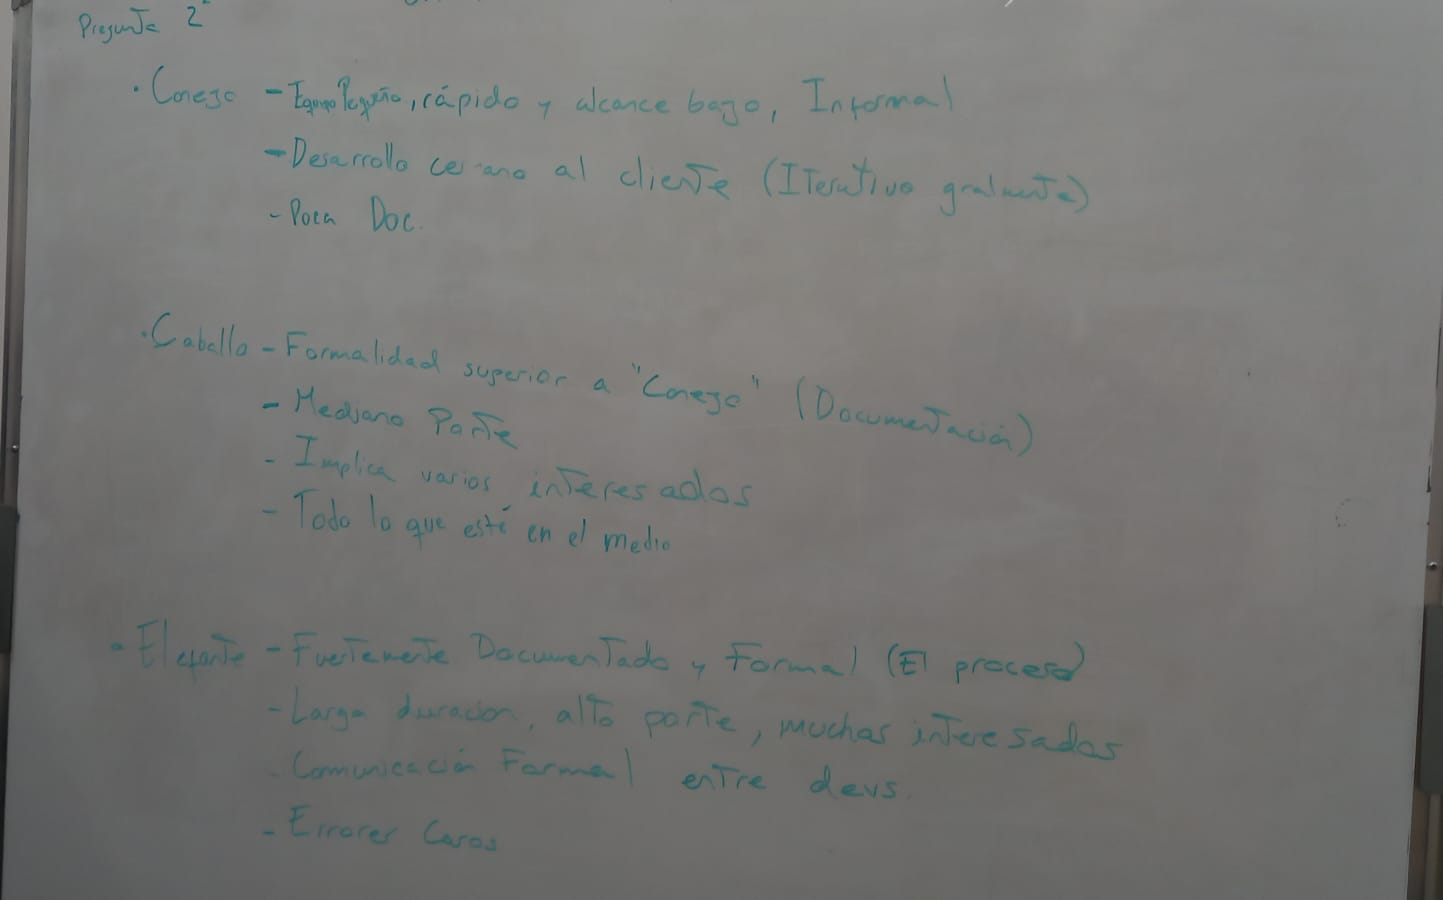 Pregunta 2
· Conejo - Equipo Pequeño, rápido y alcance bajo, Informal
- Desarrollo cercano al cliente (Iterativo gralmente)
- Poca Doc.
· Caballo - Formalidad superior a "Conejo" (Documentación)
- Mediano Porte
- Implica varios interesados
- Todo lo que esté en el medio
- Elefante - Fuertemente Documentado y Formal (El proceso)
- Larga duración, alto porte, muchos interesados
- Comunicación Formal entre devs.
- Errores Caros